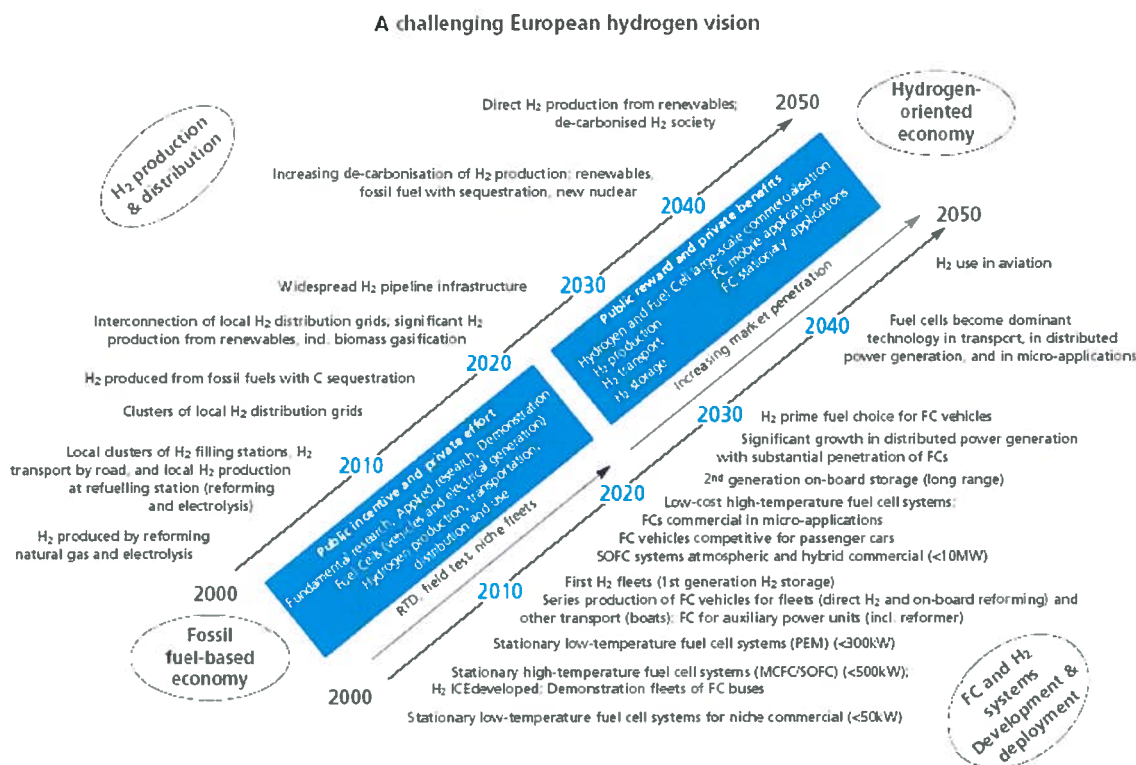 A challenging European hydrogen vision
H₂ production
& distribution
Hydrogen-
oriented
economy
Direct H₂ production from renewables;
de-carbonised H₂ society
2050
Increasing de-carbonisation of H₂ production; renewables,
fossil fuel with sequestration, new nuclear
2040
Widespread H₂ pipeline infrastructure
2030
Interconnection of local H₂ distribution grids; significant H₂
production from renewables, incl. biomass gasification
2020
H₂ produced from fossil fuels with C sequestration
Clusters of local H₂ distribution grids
Local clusters of H₂ filling stations, H₂
transport by road, and local H₂ production
at refuelling station (reforming
and electrolysis)
2010
H₂ produced by reforming
natural gas and electrolysis
2000
Fossil
fuel-based
economy
Public reward and private benefits
Hydrogen and Fuel Cell large-scale commercialisation
H₂ production
FC mobile applications
H₂ transport
FC stationary applications
H₂ storage
Increasing market penetration
Public incentive and private effort
Fundamental research, Applied research, Demonstration
Fuel Cells (vehicles and electrical generation)
Hydrogen production, transportation,
distribution and use
RTD, field test, niche fleets
2050
H₂ use in aviation
2040
Fuel cells become dominant
technology in transport, in distributed
power generation, and in micro-applications
2030
H₂ prime fuel choice for FC vehicles
Significant growth in distributed power generation
with substantial penetration of FCs
2nd generation on-board storage (long range)
2020
Low-cost high-temperature fuel cell systems;
FCs commercial in micro-applications
FC vehicles competitive for passenger cars
SOFC systems atmospheric and hybrid commercial (<10MW)
First H₂ fleets (1st generation H₂ storage)
2010
Series production of FC vehicles for fleets (direct H₂ and on-board reforming) and
other transport (boats); FC for auxiliary power units (incl. reformer)
Stationary low-temperature fuel cell systems (PEM) (<300kW)
Stationary high-temperature fuel cell systems (MCFC/SOFC) (<500kW);
H₂ ICEdeveloped; Demonstration fleets of FC buses
2000
Stationary low-temperature fuel cell systems for niche commercial (<50kW)
FC and H₂
systems
Development &
deployment